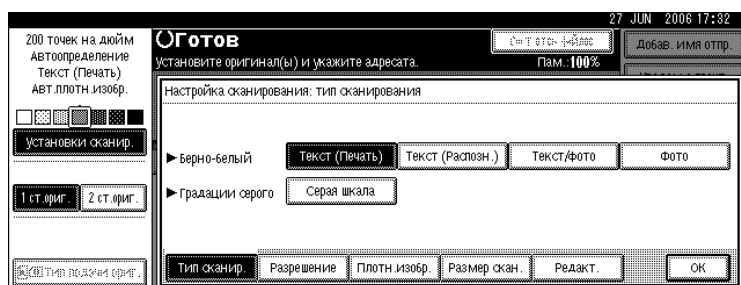 27 JUN 2006 17:32
200 точек на дюйм
Автоопределение
Текст (Печать)
Авт.плотн.изобр.
Готов
Установите оригинал(ы) и укажите адресата.
Пам.:100%
Добав. имя отпр.
Настройка сканирования: тип сканирования
Установки сканир.
►Берно-белый
Текст (Печать)
Текст (Распозн.)
Текст/фото
Фото
►Градации серого
Серая шкала
1 ст.ориг.
2 ст.ориг.
Тип подачи ориг.
Тип сканир.
Разрешение
Плотн.изобр.
Размер скан.
Редакт.
ОК